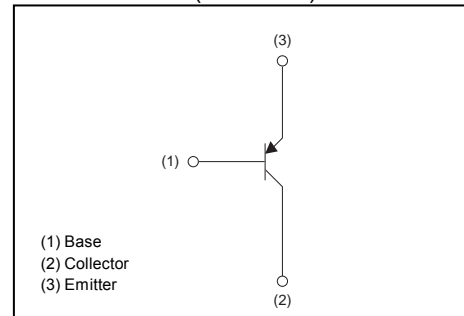 (3)
(1)
(1) Base
(2) Collector
(3) Emitter
(2)